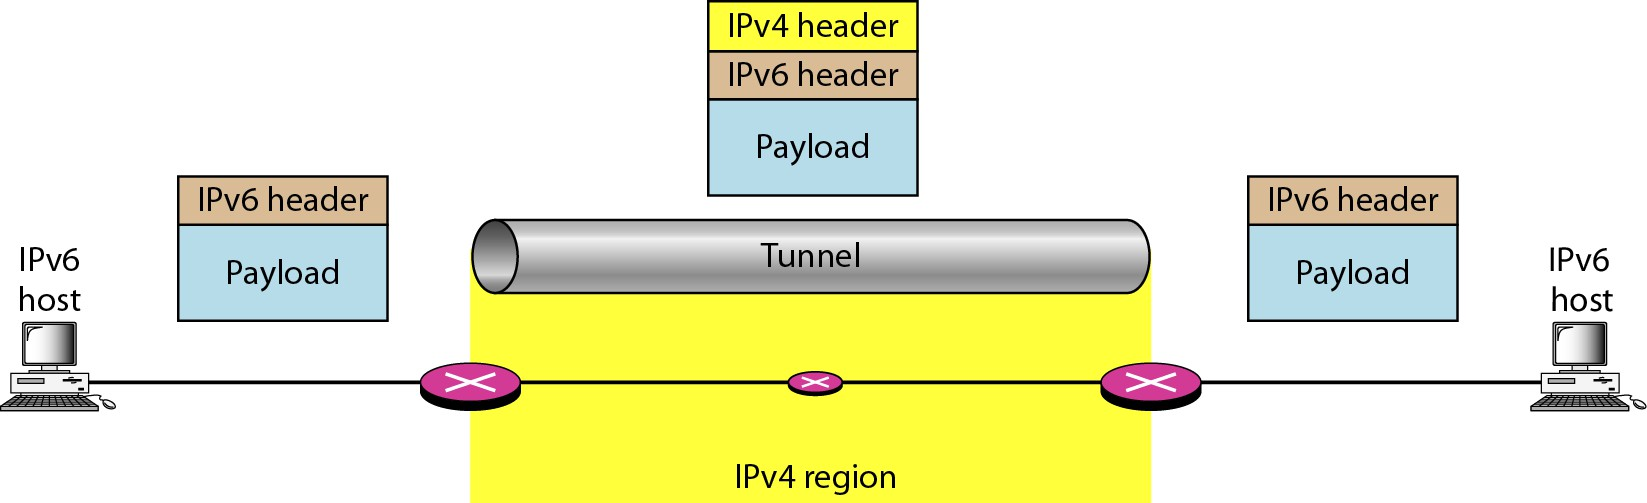 IPv4 header
IPv6 header
Payload
IPv6 header
Payload
IPv6 header
Payload
IPv6
host
Tunnel
IPv6
host
IPv4 region